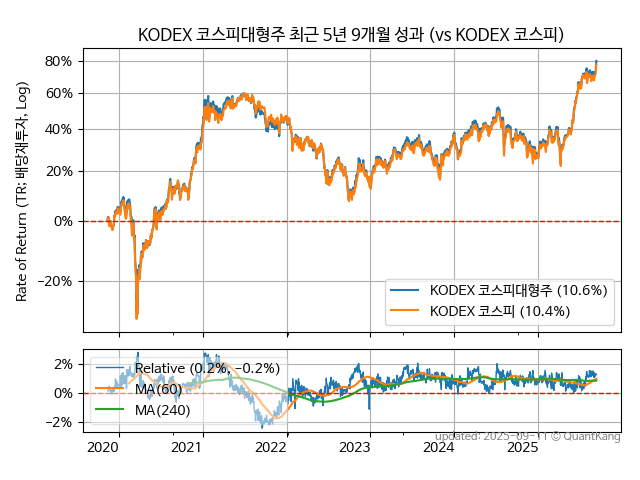 KODEX 코스피대형주 최근 5년 9개월 성과 (vs KODEX 코스피)
Rate of Return (TR: 배당재투자, Log)
80%
60%
40%
20%
0%
−20%
KODEX 코스피대형주 (10.6%)
KODEX 코스피 (10.4%)
2%
0%
−2%
Relative (0.2%, −0.2%)
MA(60)
MA(240)
2020
2021
2022
2023
2024
2025
updated: 2025-09-11 © QuantKang